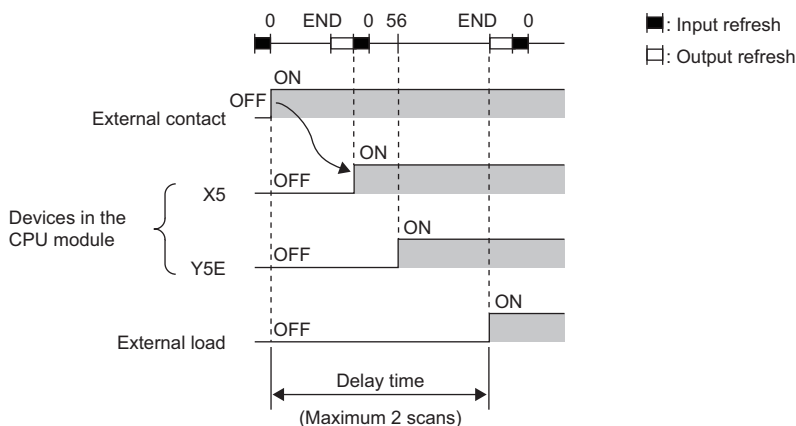 0 END 0 56 END 0
: Input refresh
: Output refresh
ON
OFF
External contact
ON
OFF
X5
Devices in the
CPU module
ON
OFF
Y5E
ON
OFF
External load
Delay time
(Maximum 2 scans)